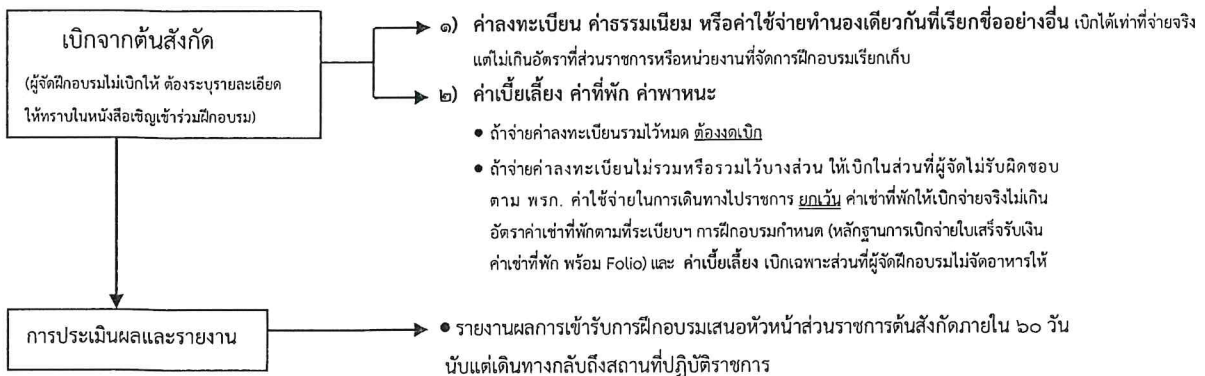 เบิกจากต้นสังกัด
(ผู้จัดฝึกอบรมไม่เบิกให้ ต้องระบุรายละเอียด
ให้ทราบในหนังสือเชิญเข้าร่วมฝึกอบรม)
๑) ค่าลงทะเบียน ค่าธรรมเนียม หรือค่าใช้จ่ายทำนองเดียวกันที่เรียกชื่ออย่างอื่น เบิกได้เท่าที่จ่ายจริง
แต่ไม่เกินอัตราที่ส่วนราชการหรือหน่วยงานที่จัดการฝึกอบรมเรียกเก็บ
๒) ค่าเบี้ยเลี้ยง ค่าที่พัก ค่าพาหนะ
● ถ้าจ่ายค่าลงทะเบียนรวมไว้หมด ต้องงดเบิก
● ถ้าจ่ายค่าลงทะเบียนไม่รวมหรือรวมไว้บางส่วน ให้เบิกในส่วนที่ผู้จัดไม่รับผิดชอบ
ตาม พรก. ค่าใช้จ่ายในการเดินทางไปราชการ ยกเว้น ค่าเช่าที่พักให้เบิกจ่ายจริงไม่เกิน
อัตราค่าเช่าที่พักตามที่ระเบียบฯ การฝึกอบรมกำหนด (หลักฐานการเบิกจ่ายใบเสร็จรับเงิน
ค่าเช่าที่พัก พร้อม Folio) และ ค่าเบี้ยเลี้ยง เบิกเฉพาะส่วนที่ผู้จัดฝึกอบรมไม่จัดอาหารให้
การประเมินผลและรายงาน
● รายงานผลการเข้ารับการฝึกอบรมเสนอหัวหน้าส่วนราชการต้นสังกัดภายใน ๖๐ วัน
นับแต่เดินทางกลับถึงสถานที่ปฏิบัติราชการ